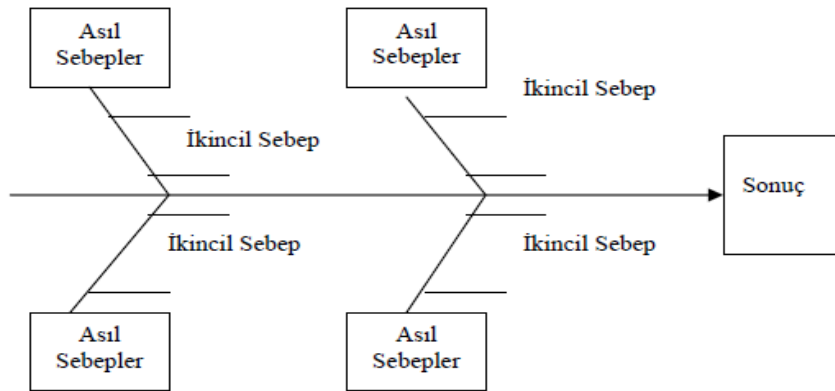 Asıl
Sebepler
Asıl
Sebepler
İkincil Sebep
İkincil Sebep
Sonuç
İkincil Sebep
İkincil Sebep
Asıl
Sebepler
Asıl
Sebepler